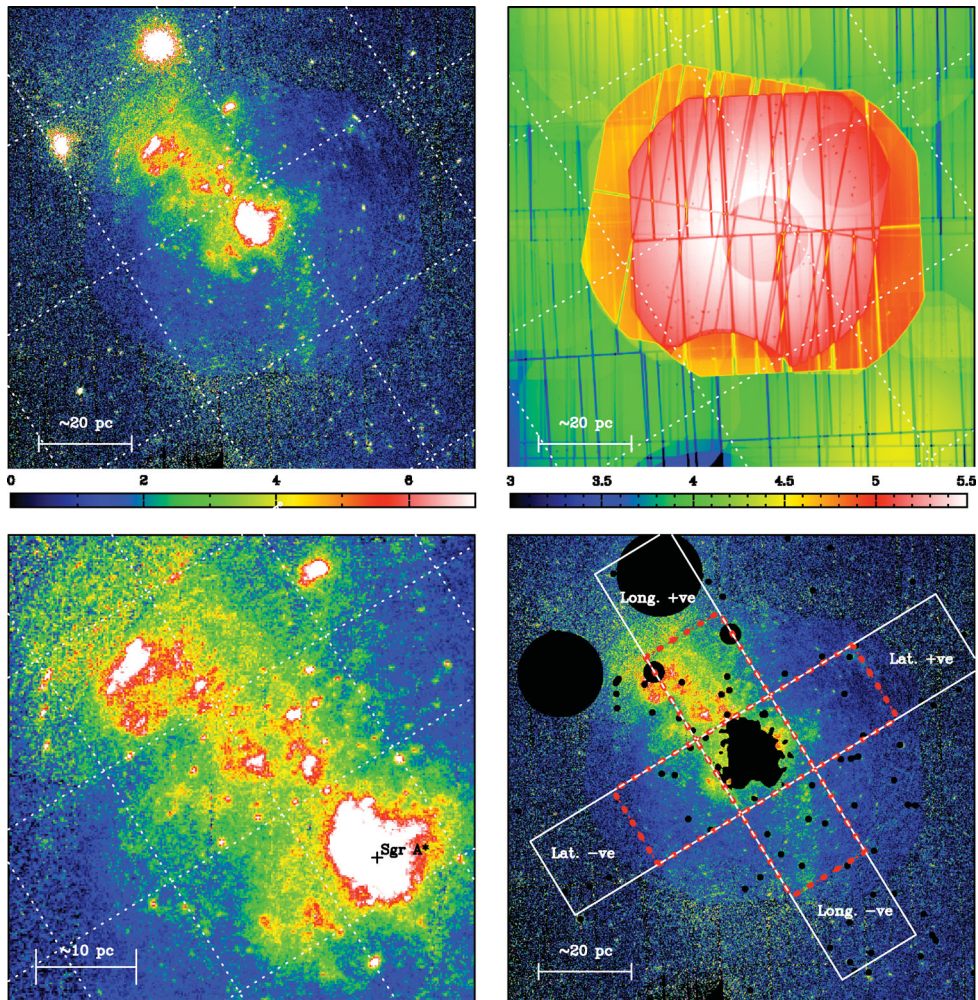 ~20 pc
~20 pc
0 2 4 6
3 3.5 4 4.5 5 5.5
Sgr A*
~10 pc
Long. +ve
Lat. +ve
Lat. -ve
Long. -ve
~20 pc